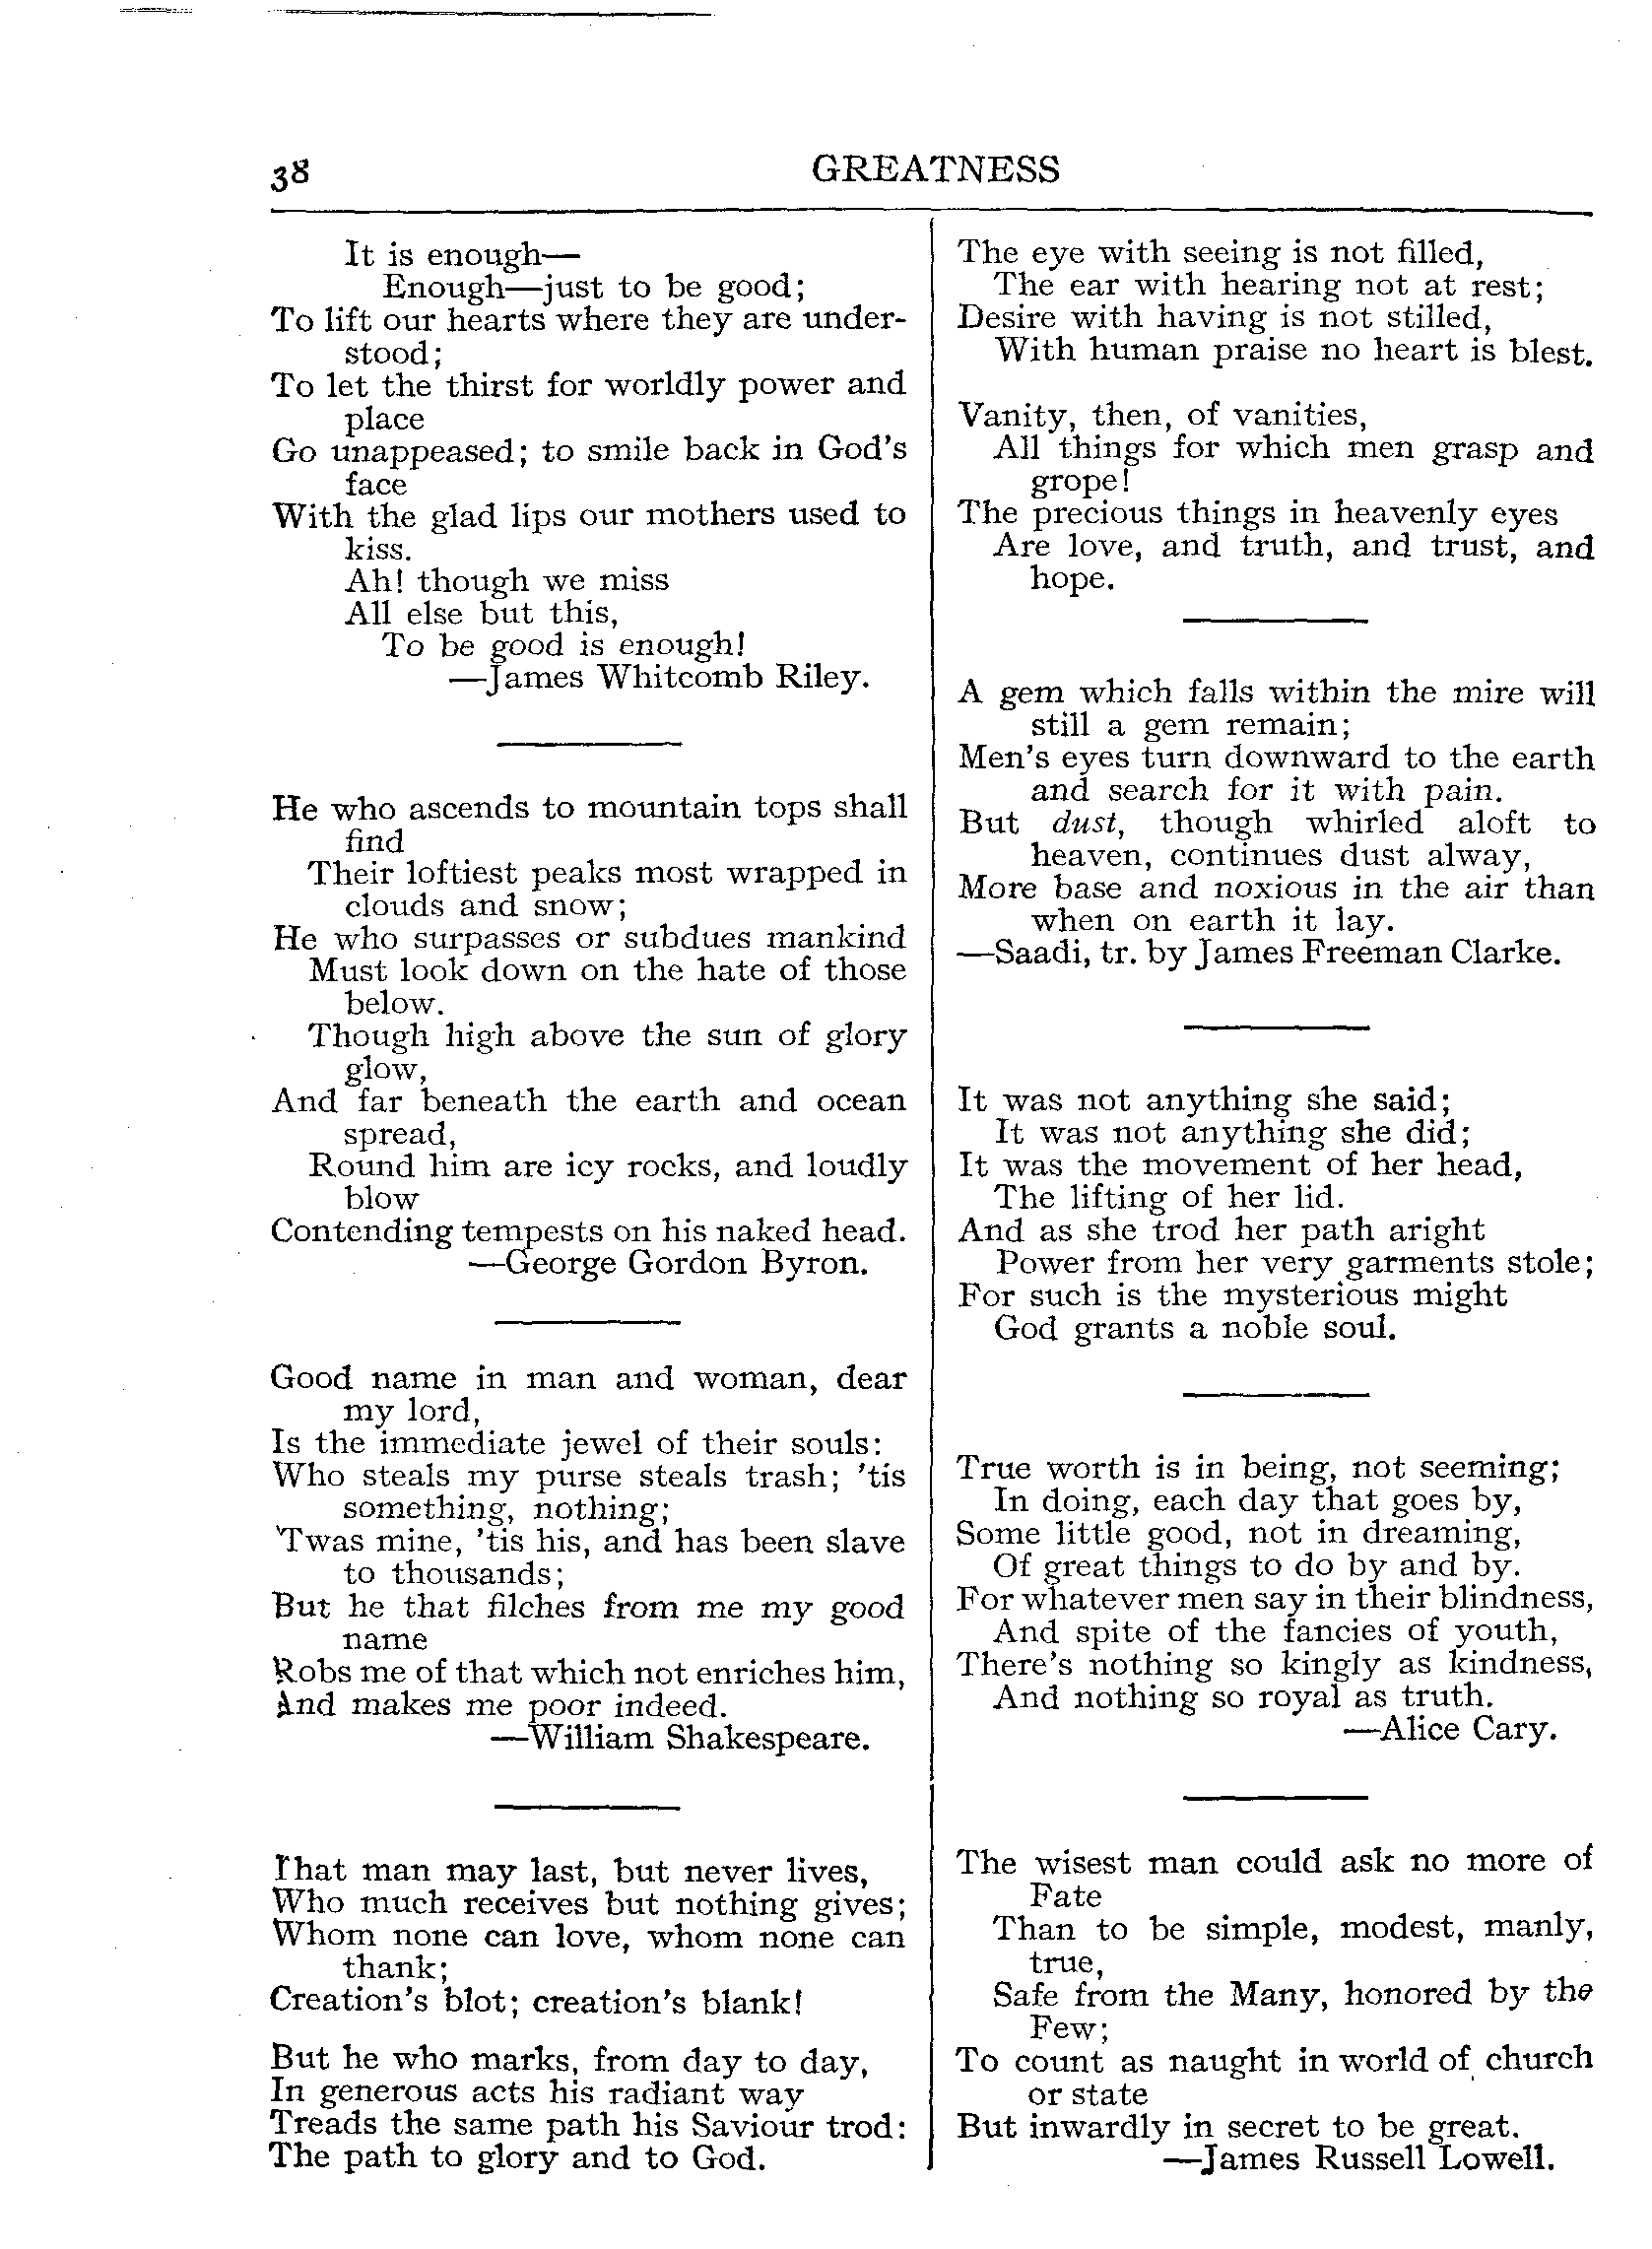 38
GREATNESS
It is enough—
Enough—just to be good;
To lift our hearts where they are under-
stood;
To let the thirst for worldly power and
place
Go unappeased; to smile back in God's
face
With the glad lips our mothers used to
kiss.
Ah! though we miss
All else but this,
To be good is enough!
—James Whitcomb Riley.
He who ascends to mountain tops shall
find
Their loftiest peaks most wrapped in
clouds and snow;
He who surpasses or subdues mankind
Must look down on the hate of those
below.
Though high above the sun of glory
glow,
And far beneath the earth and ocean
spread,
Round him are icy rocks, and loudly
blow
Contending tempests on his naked head.
—George Gordon Byron.
Good name in man and woman, dear
my lord,
Is the immediate jewel of their souls:
Who steals my purse steals trash; 'tis
something, nothing;
'Twas mine, 'tis his, and has been slave
to thousands;
But he that filches from me my good
name
Robs me of that which not enriches him,
And makes me poor indeed.
—William Shakespeare.
That man may last, but never lives,
Who much receives but nothing gives;
Whom none can love, whom none can
thank;
Creation's blot; creation's blank!
But he who marks, from day to day,
In generous acts his radiant way
Treads the same path his Saviour trod:
The path to glory and to God.
The eye with seeing is not filled,
The ear with hearing not at rest;
Desire with having is not stilled,
With human praise no heart is blest.
Vanity, then, of vanities,
All things for which men grasp and
grope!
The precious things in heavenly eyes
Are love, and truth, and trust, and
hope.
A gem which falls within the mire will
still a gem remain;
Men's eyes turn downward to the earth
and search for it with pain.
But dust, though whirled aloft to
heaven, continues dust alway,
More base and noxious in the air than
when on earth it lay.
—Saadi, tr. by James Freeman Clarke.
It was not anything she said;
It was not anything she did;
It was the movement of her head,
The lifting of her lid.
And as she trod her path aright
Power from her very garments stole;
For such is the mysterious might
God grants a noble soul.
True worth is in being, not seeming;
In doing, each day that goes by,
Some little good, not in dreaming,
Of great things to do by and by.
For whatever men say in their blindness,
And spite of the fancies of youth,
There's nothing so kingly as kindness,
And nothing so royal as truth.
—Alice Cary.
The wisest man could ask no more of
Fate
Than to be simple, modest, manly,
true,
Safe from the Many, honored by the
Few;
To count as naught in world of church
or state
But inwardly in secret to be great.
—James Russell Lowell.